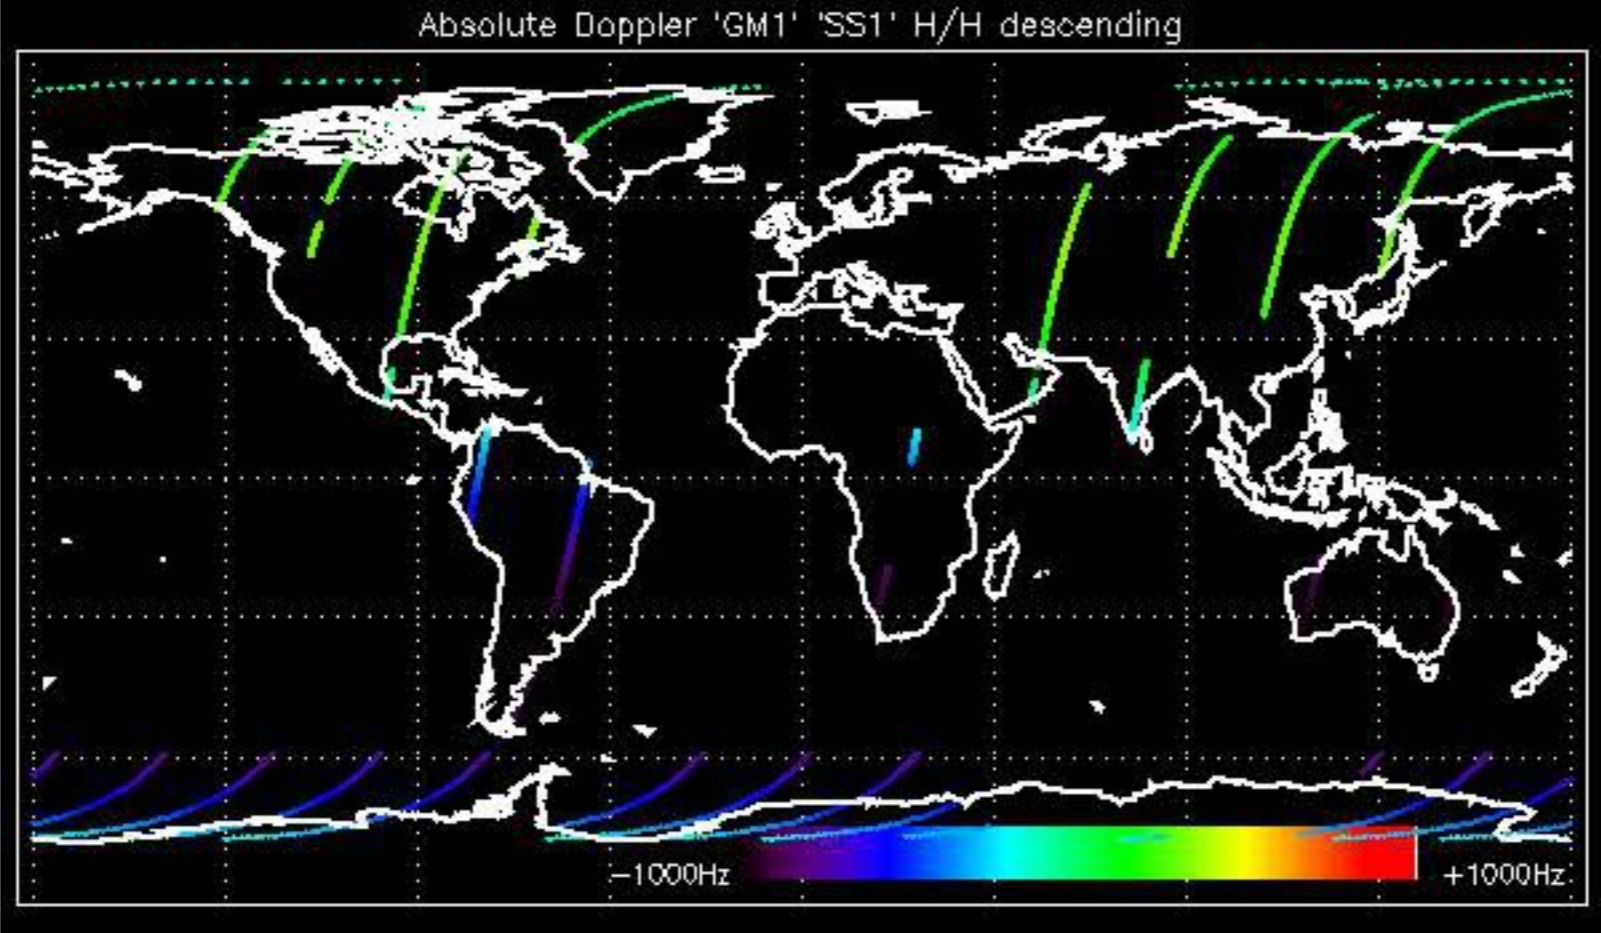 Absolute Doppler 'GM1' 'SS1' H/H descending
−1000Hz
+1000Hz